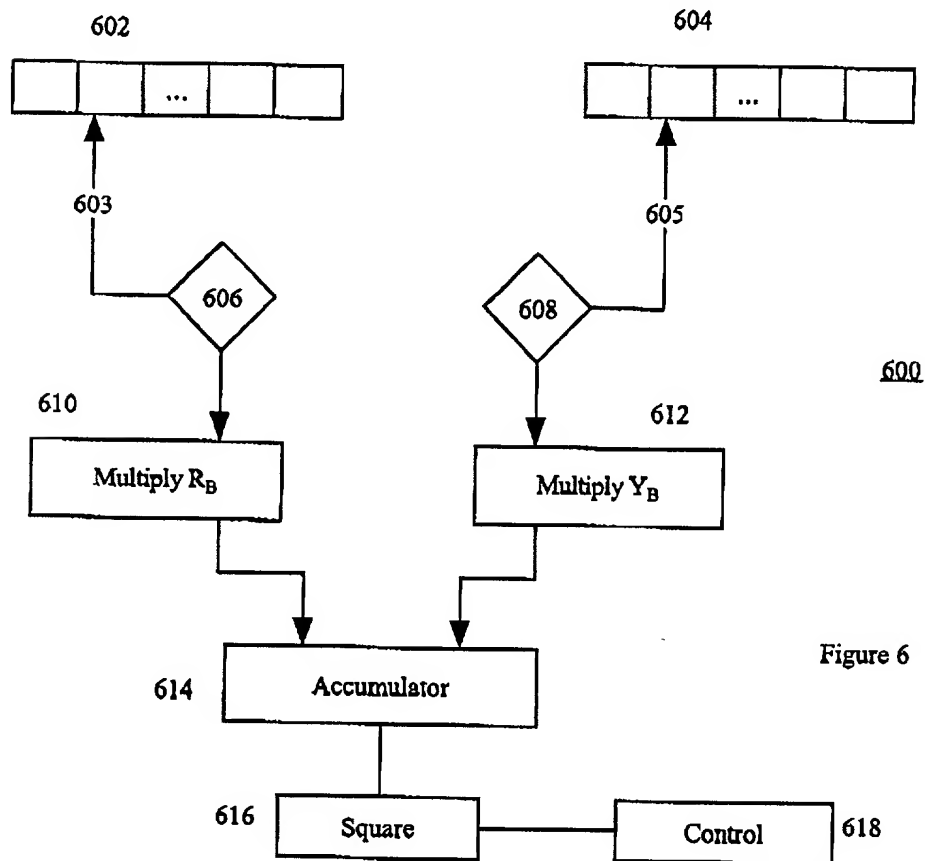 602
604
...
...
603
605
606
608
600
610
612
Multiply R_B
Multiply Y_B
614
Accumulator
Figure 6
616
Square
Control
618